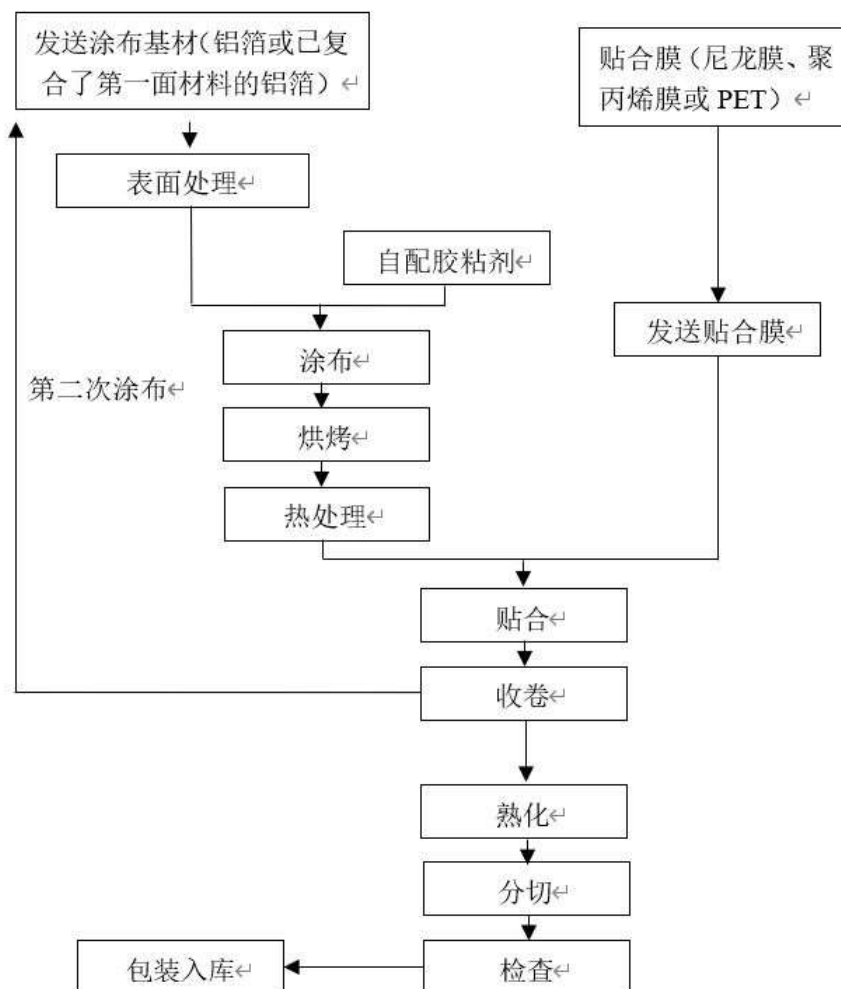 发送涂布基材（铝箔或已复
合了第一面材料的铝箔）↵
贴合膜（尼龙膜、聚
丙烯膜或 PET）↵
表面处理↵
自配胶粘剂↵
发送贴合膜↵
涂布↵
第二次涂布↵
烘烤↵
热处理↵
贴合↵
收卷↵
熟化↵
分切↵
包装入库↵
检查↵